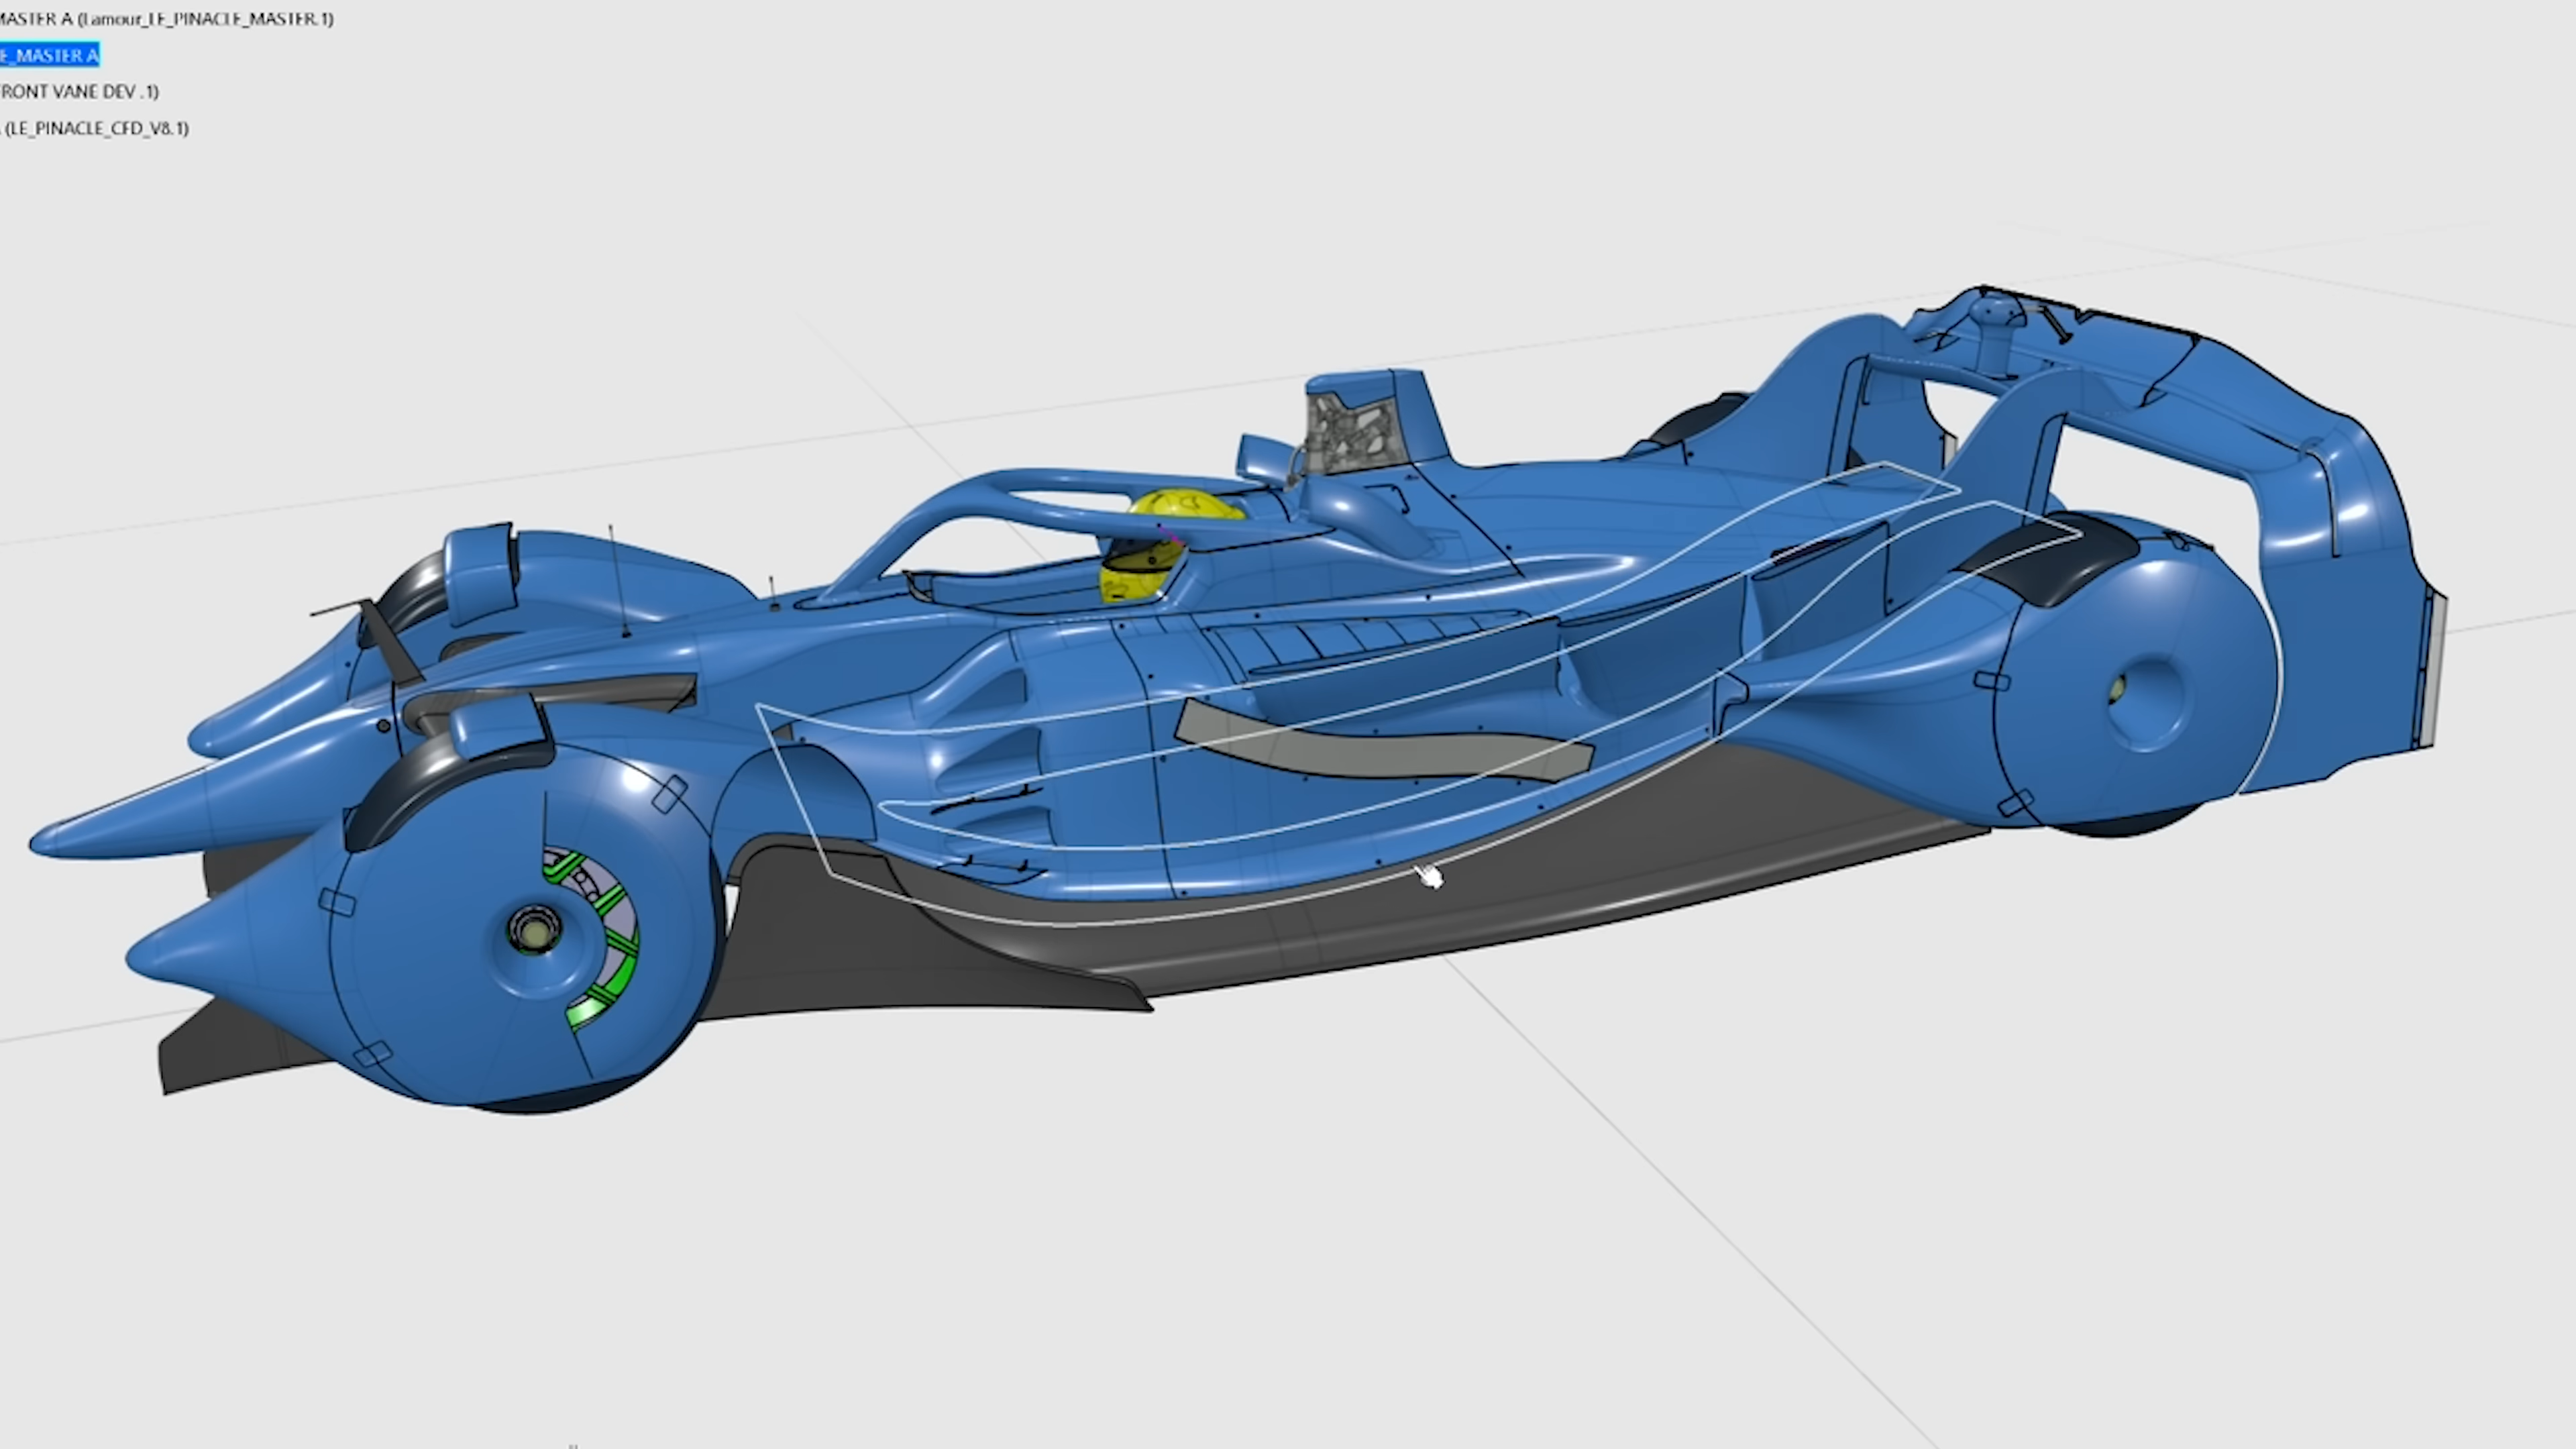 MASTER A (Lamour_LE_PINACLE_MASTER.1)
E_MASTER A
RONT VANE DEV .1)
(LE_PINACLE_CFD_V8.1)